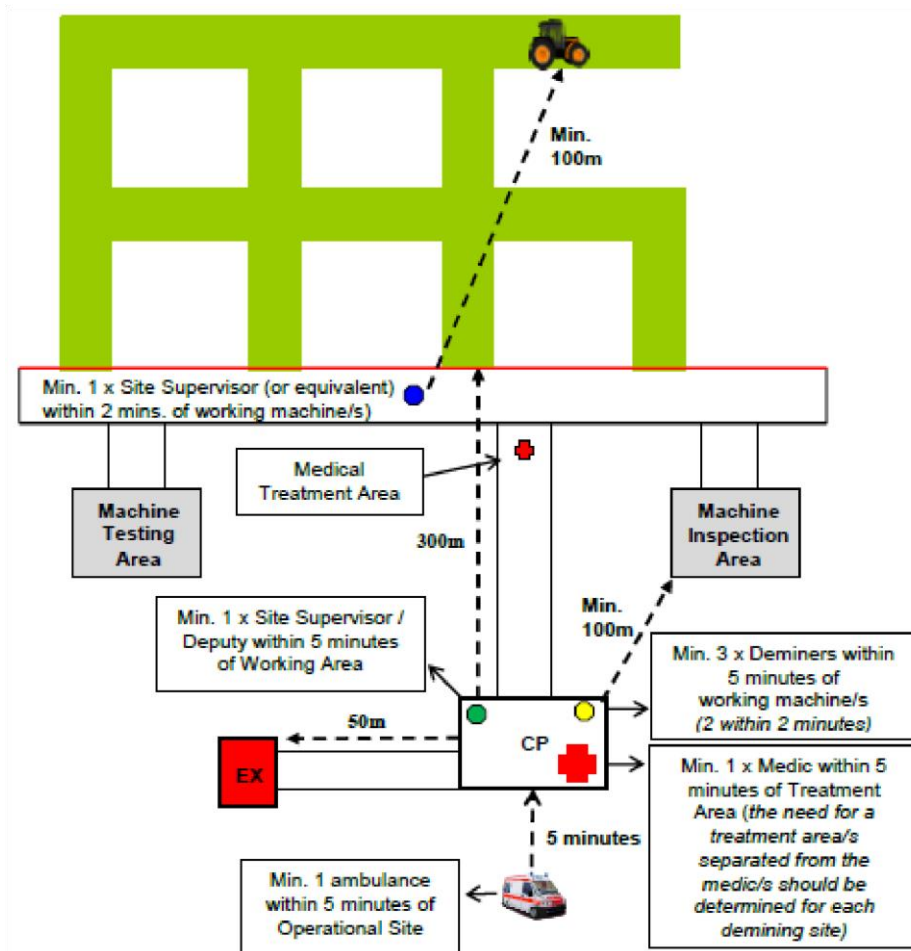 Min.
100m
Min. 1 x Site Supervisor (or equivalent)
within 2 mins. of working machine/s)
Medical
Treatment Area
Machine
Testing
Area
Machine
Inspection
Area
300m
Min. 1 x Site Supervisor /
Deputy within 5 minutes
of Working Area
Min.
100m
Min. 3 x Deminers within
5 minutes of
working machine/s
(2 within 2 minutes)
50m
CP
EX
Min. 1 x Medic within 5
minutes of Treatment
Area (the need for a
treatment area/s
separated from the
medic/s should be
determined for each
demining site)
5 minutes
Min. 1 ambulance
within 5 minutes of
Operational Site